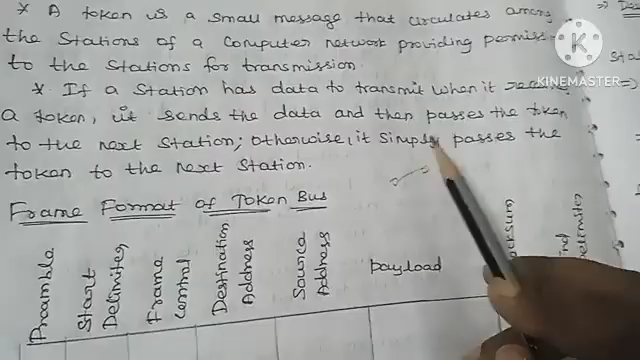 * A token is a small message that circulates among
the Stations of a Computer network providing
to the Stations for transmission.
* If a Station has data to transmit when it
a token, it sends the data and then passes the token
to the next Station; otherwise, it simply passes the
token to the next Station.
Frame Format of Token Bus
Preamble
Start Delimiter
Frame Control
Destination Address
Source Address
payload
KINEMASTER